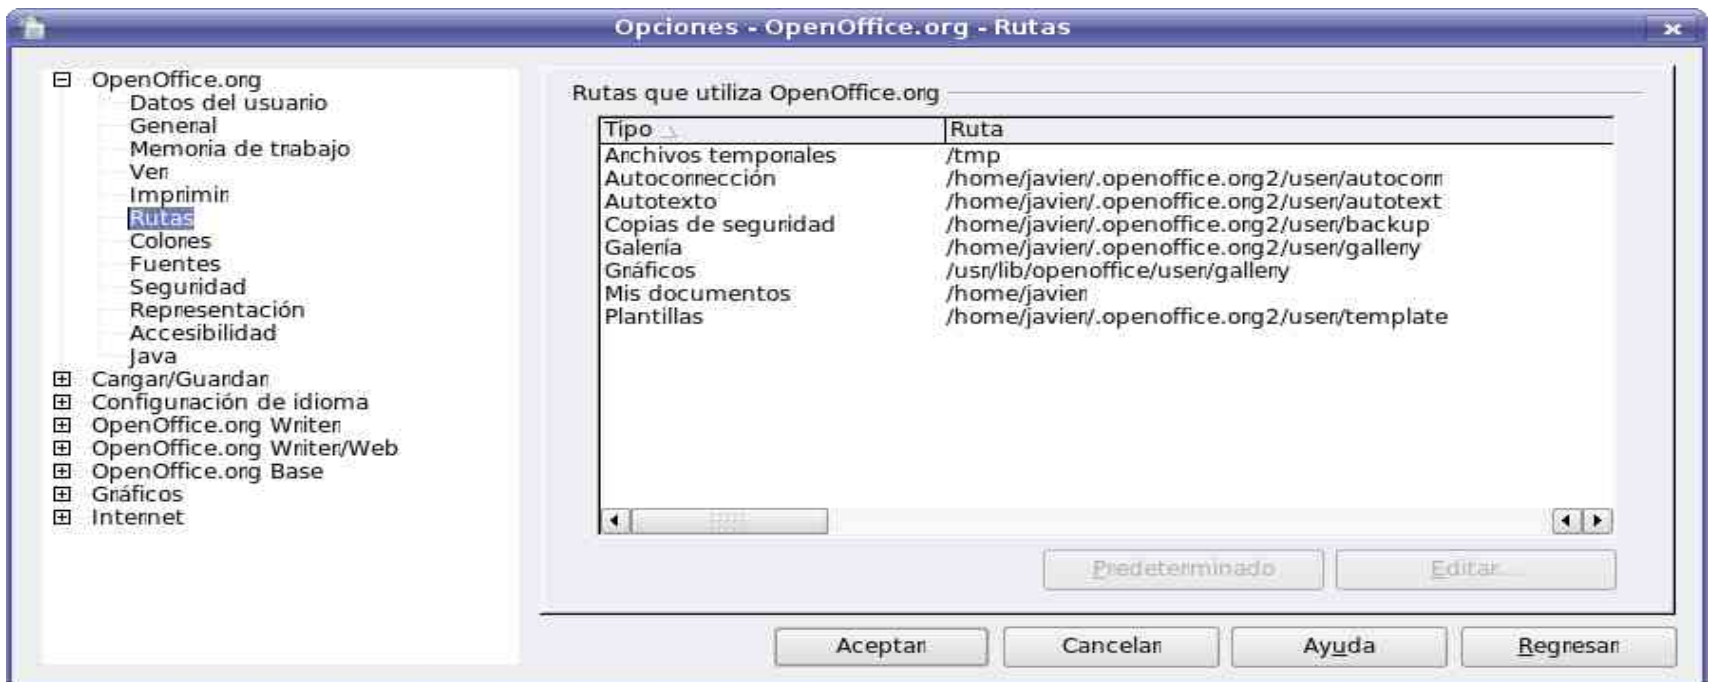 Opciones - OpenOffice.org - Rutas
OpenOffice.org
Datos del usuario
General
Memoria de trabajo
Ver
Imprimir
Rutas
Colores
Fuentes
Seguridad
Representación
Accesibilidad
Java
Cargar/Guardar
Configuración de idioma
OpenOffice.org Writer
OpenOffice.org Writer/Web
OpenOffice.org Base
Gráficos
Internet
Rutas que utiliza OpenOffice.org
Tipo Ruta
Archivos temporales /tmp
Autocorrección /home/javier/.openoffice.org2/user/autocorr
Autotexto /home/javier/.openoffice.org2/user/autotext
Copias de seguridad /home/javier/.openoffice.org2/user/backup
Galería /home/javier/.openoffice.org2/user/gallery
Gráficos /usr/lib/openoffice/user/gallery
Mis documentos /home/javier
Plantillas /home/javier/.openoffice.org2/user/template
Predeterminado Editar...
Aceptar Cancelar Ayuda Regresar